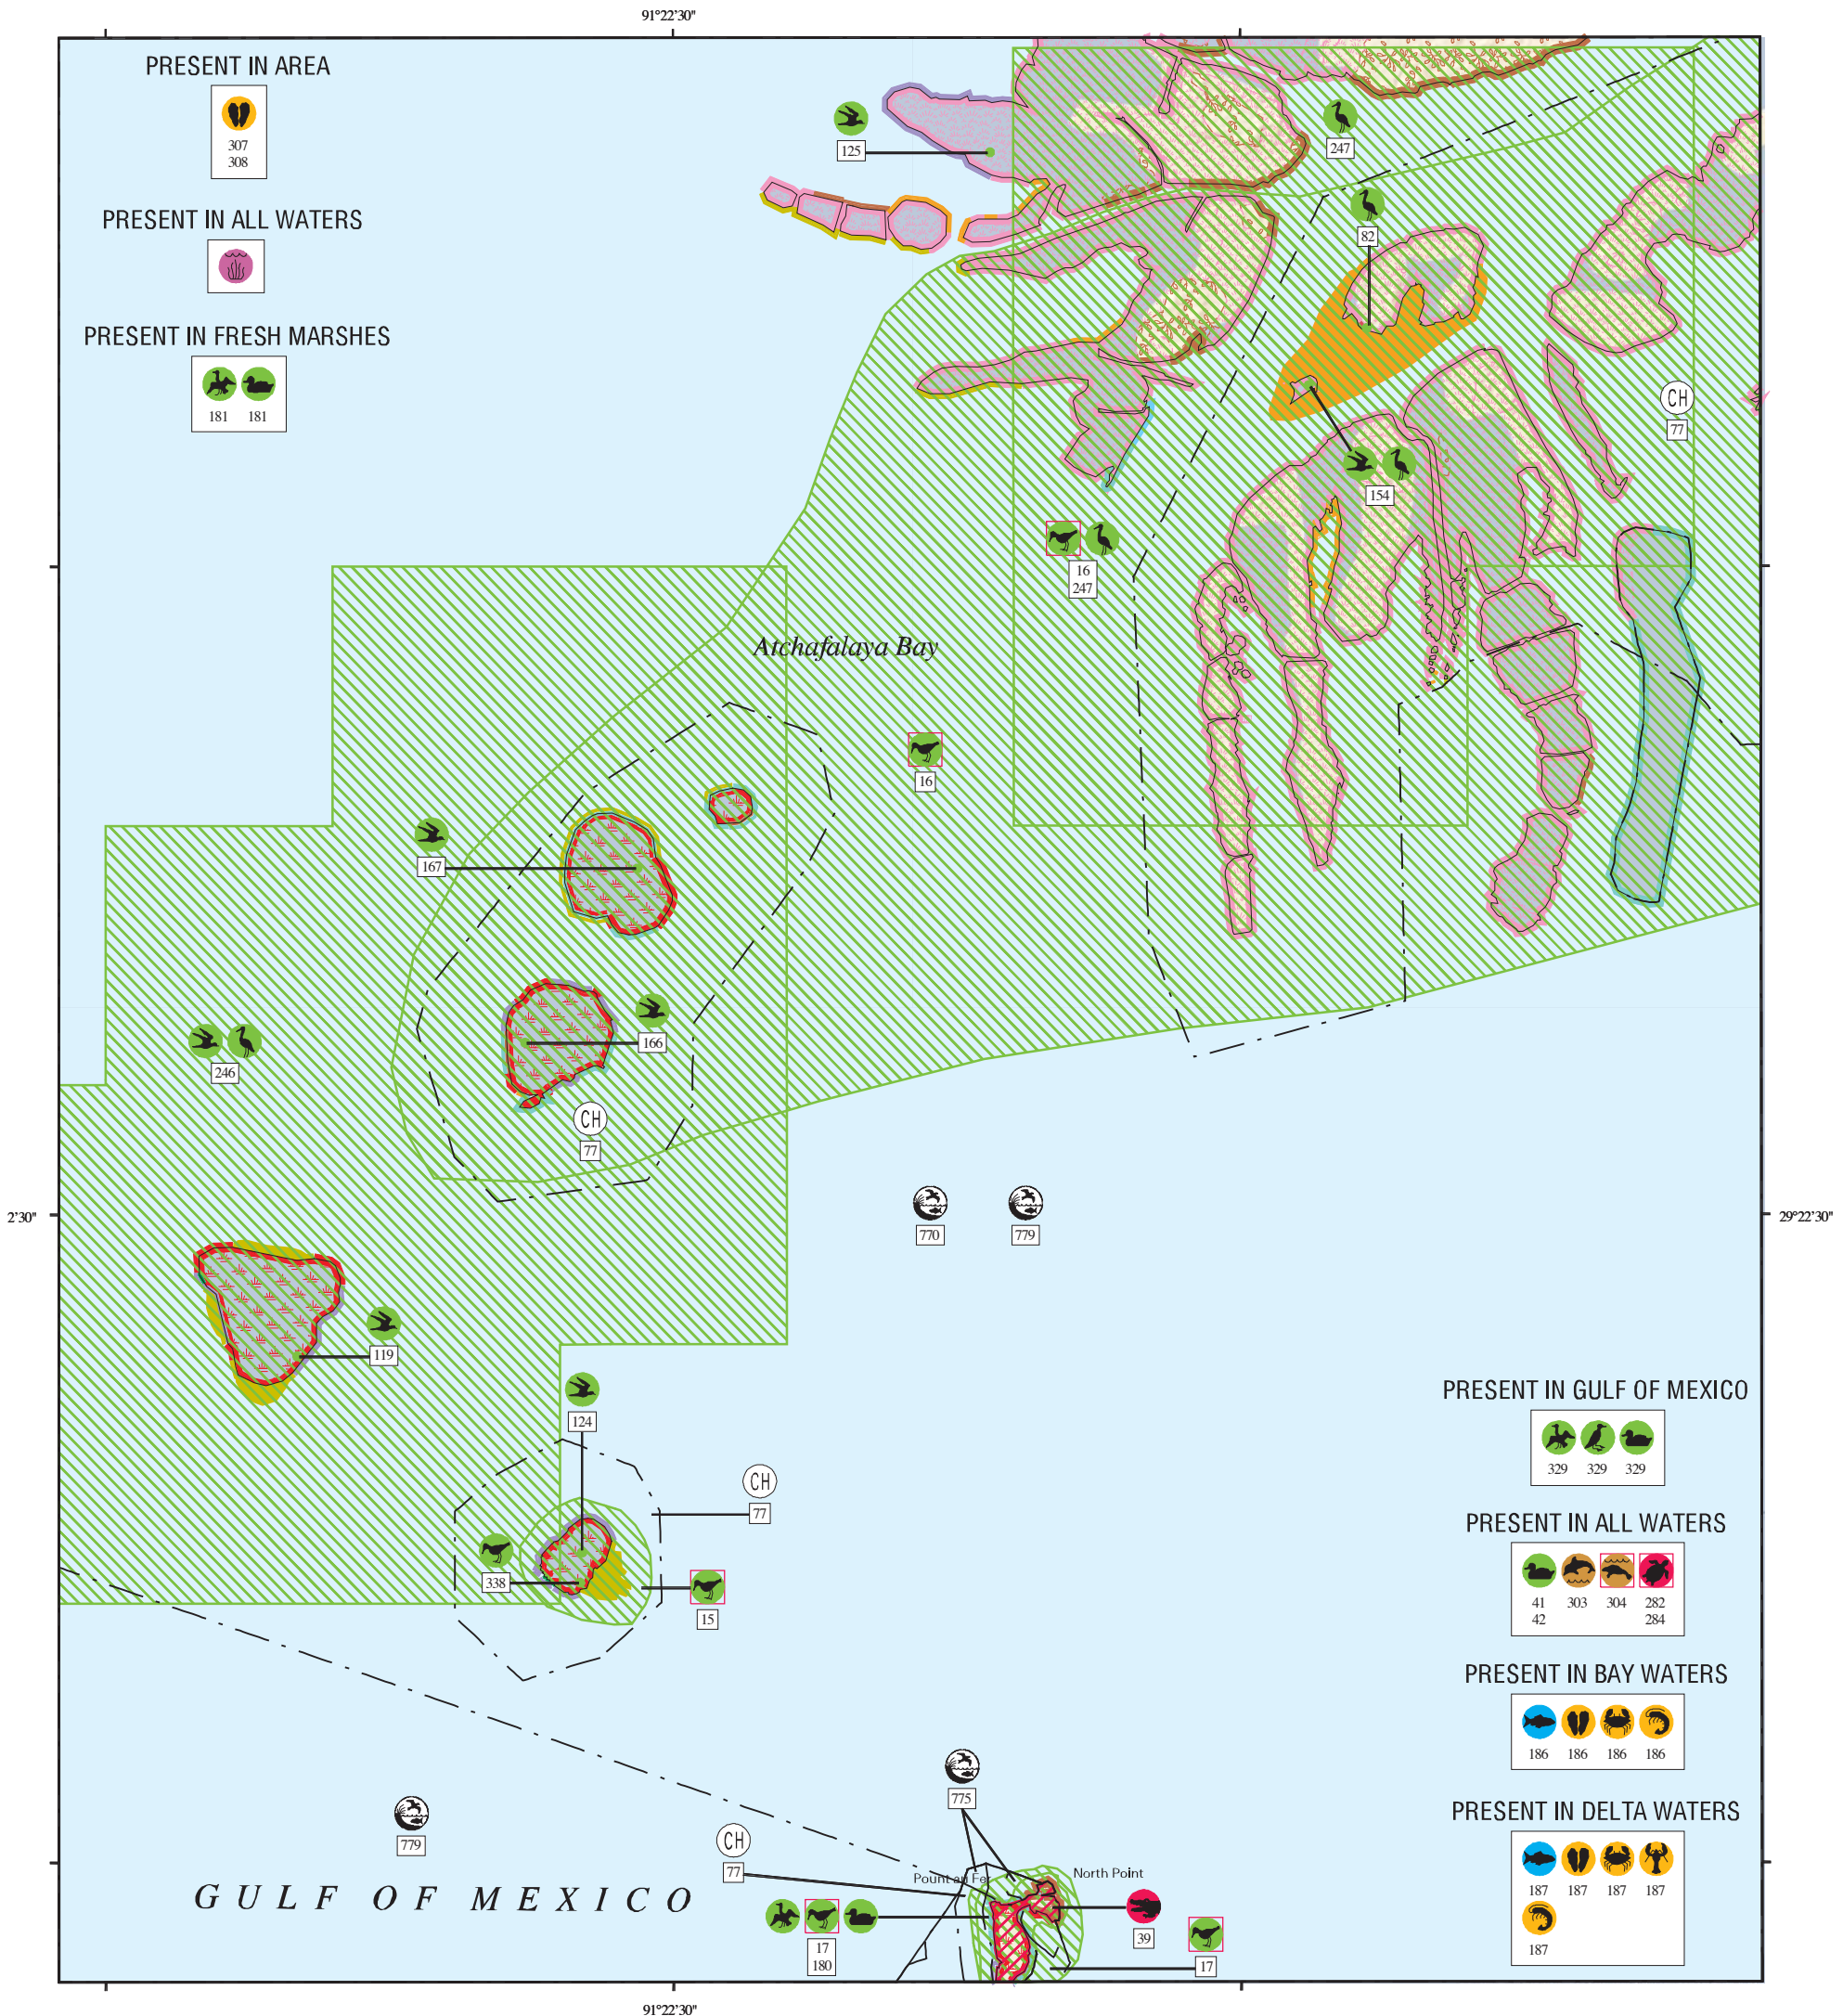 91°22'30"
PRESENT IN AREA
307
308
PRESENT IN ALL WATERS
PRESENT IN FRESH MARSHES
181 181
125
247
82
CH
77
154
16
247
Atchafalaya Bay
16
167
166
246
CH
77
770
779
2'30"
29°22'30"
119
124
CH
77
338
15
PRESENT IN GULF OF MEXICO
329 329 329
PRESENT IN ALL WATERS
41 303 304 282
42 284
PRESENT IN BAY WATERS
186 186 186 186
PRESENT IN DELTA WATERS
187 187 187 187
187
775
779
CH
77
GULF OF MEXICO
Pount au Fer
North Point
17
180
39
17
91°22'30"